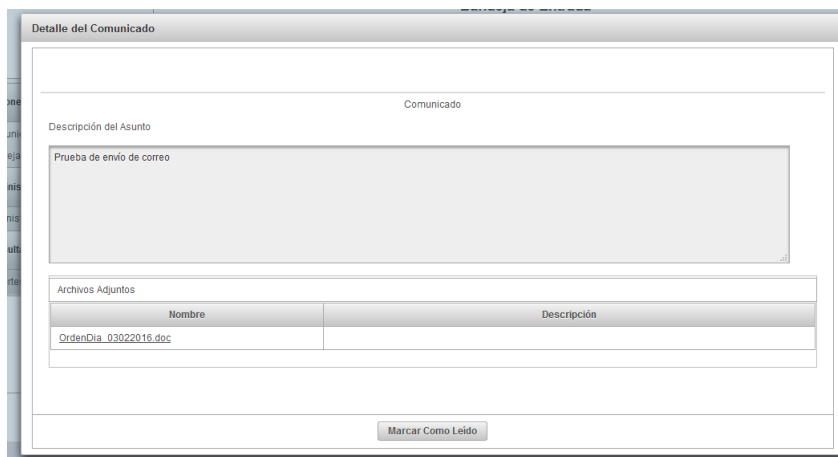 Detalle del Comunicado
Comunicado
Descripción del Asunto
Prueba de envío de correo
Archivos Adjuntos
Nombre Descripción
OrdenDia_03022016.doc
Marcar Como Leído